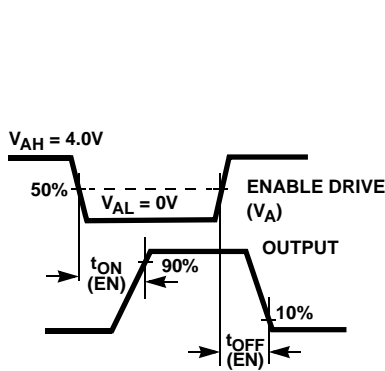 V_AH = 4.0V
50%
V_AL = 0V
ENABLE DRIVE
(V_A)
OUTPUT
t_ON
(EN)
90%
10%
t_OFF
(EN)